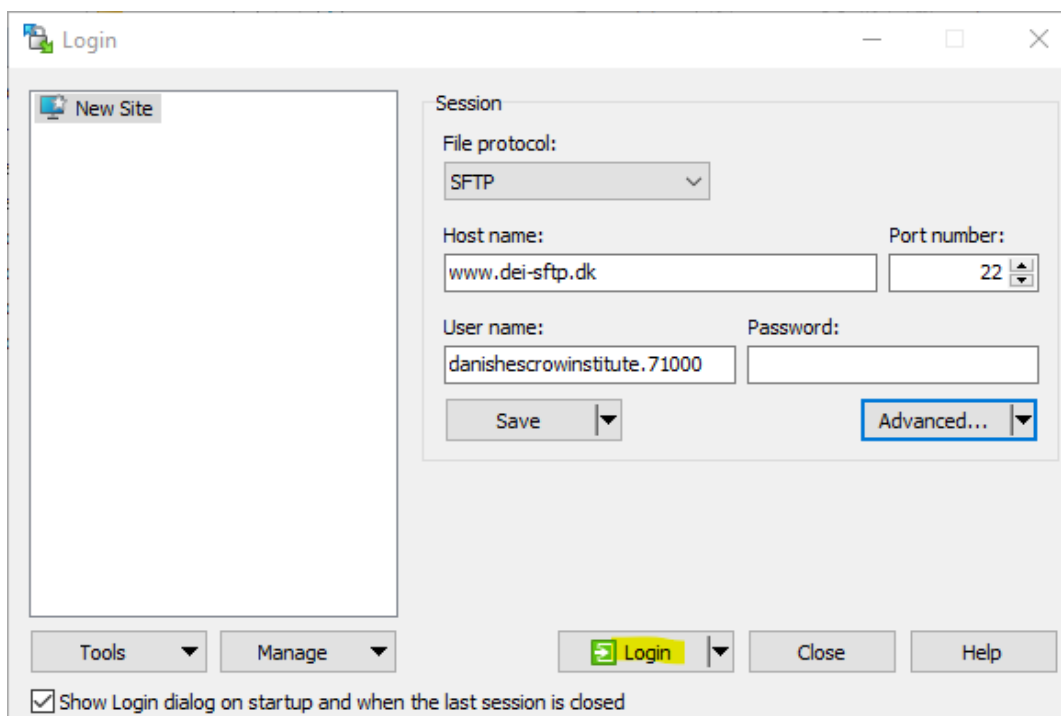 Login
New Site
Session
File protocol:
SFTP
Host name: Port number:
www.dei-sftp.dk 22
User name: Password:
danishescrowinstitute.71000
Save Advanced...
Tools Manage Login Close Help
Show Login dialog on startup and when the last session is closed